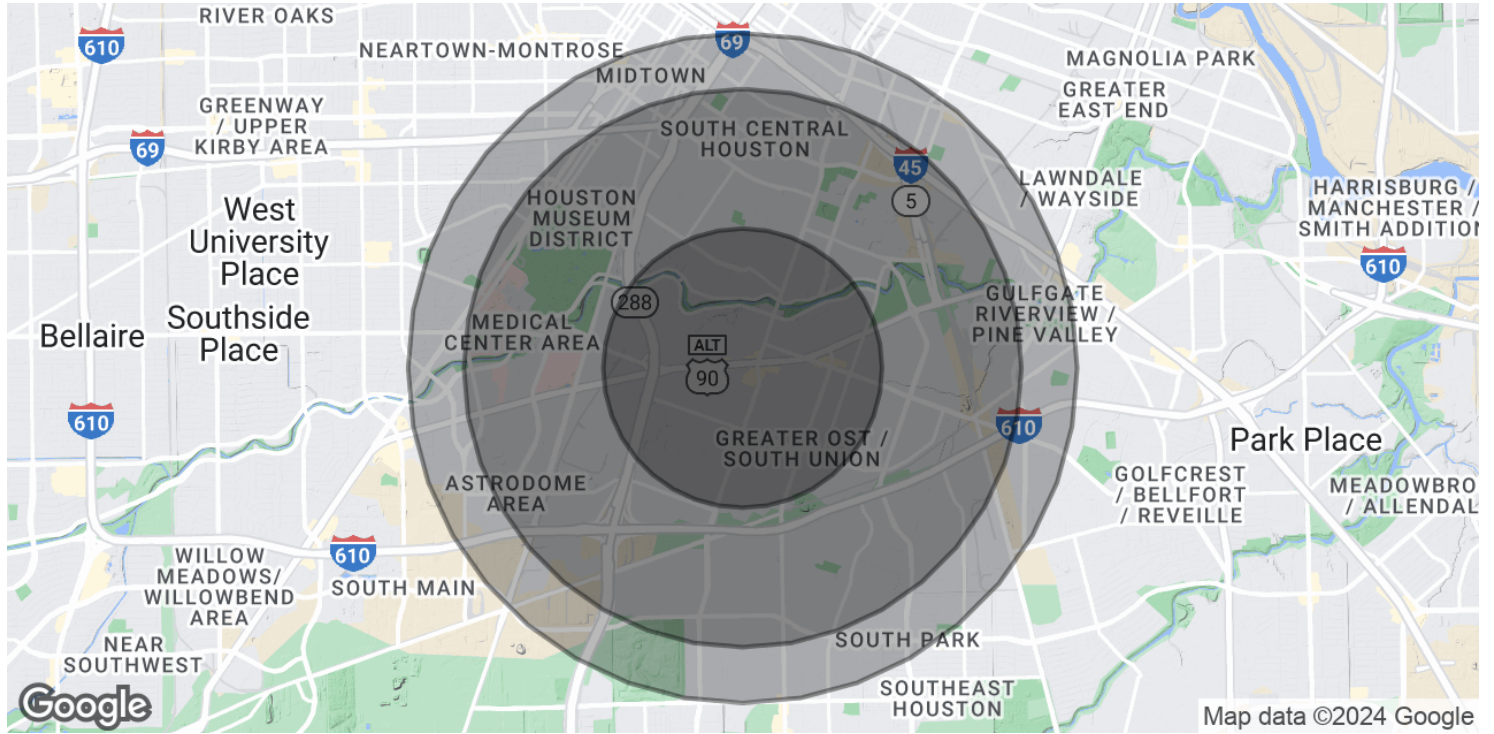 RIVER OAKS
610
69
NEARTOWN-MONTROSE
MIDTOWN
MAGNOLIA PARK
GREATER
EAST END
GREENWAY
/ UPPER
KIRBY AREA
69
SOUTH CENTRAL
HOUSTON
45
5
LAWNDALE
/ WAYSIDE
HARRISBURG /
MANCHESTER /
SMITH ADDITION
610
West
University
Place
HOUSTON
MUSEUM
DISTRICT
288
GULFGATE
RIVERVIEW /
PINE VALLEY
Bellaire
Southside
Place
MEDICAL
CENTER AREA
ALT
90
610
610
GREATER OST /
SOUTH UNION
Park Place
ASTRODOME
AREA
GOLFCREST
/ BELLFORT
/ REVEILLE
MEADOWBRO
/ ALLENDAL
610
WILLOW
MEADOWS/
WILLOWBEND
AREA
SOUTH MAIN
NEAR
SOUTHWEST
SOUTH PARK
SOUTHEAST
HOUSTON
Google
Map data ©2024 Google